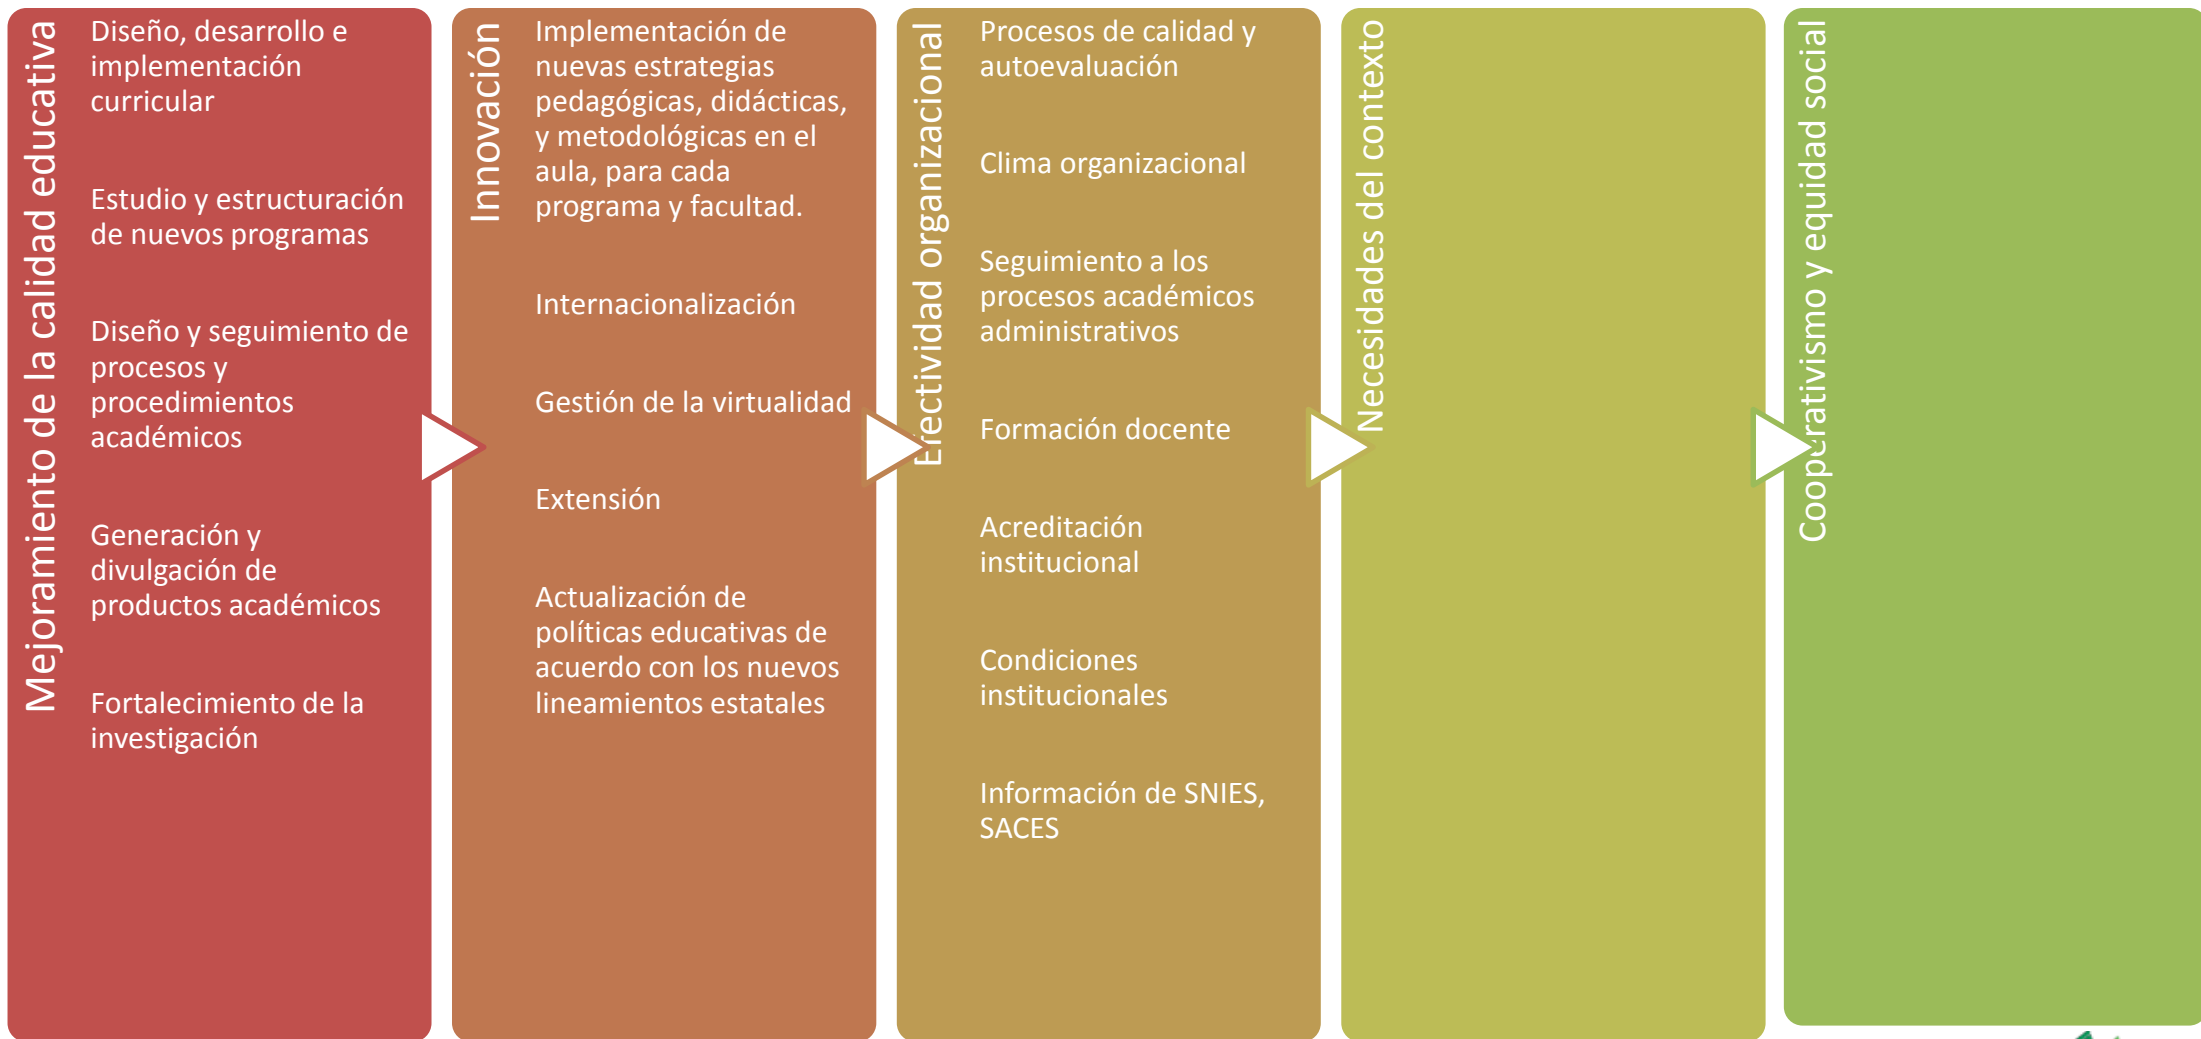 Mejoramiento de la calidad educativa
Diseño, desarrollo e
implementación
curricular
Estudio y estructuración
de nuevos programas
Diseño y seguimiento de
procesos y
procedimientos
académicos
Generación y
divulgación de
productos académicos
Fortalecimiento de la
investigación
Innovación
Implementación de
nuevas estrategias
pedagógicas, didácticas,
y metodológicas en el
aula, para cada
programa y facultad.
Internacionalización
Gestión de la virtualidad
Extensión
Actualización de
políticas educativas de
acuerdo con los nuevos
lineamientos estatales
Efectividad organizacional
Procesos de calidad y
autoevaluación
Clima organizacional
Seguimiento a los
procesos académicos
administrativos
Formación docente
Acreditación
institucional
Condiciones
institucionales
Información de SNIES,
SACES
Necesidades del contexto
Cooperativismo y equidad social